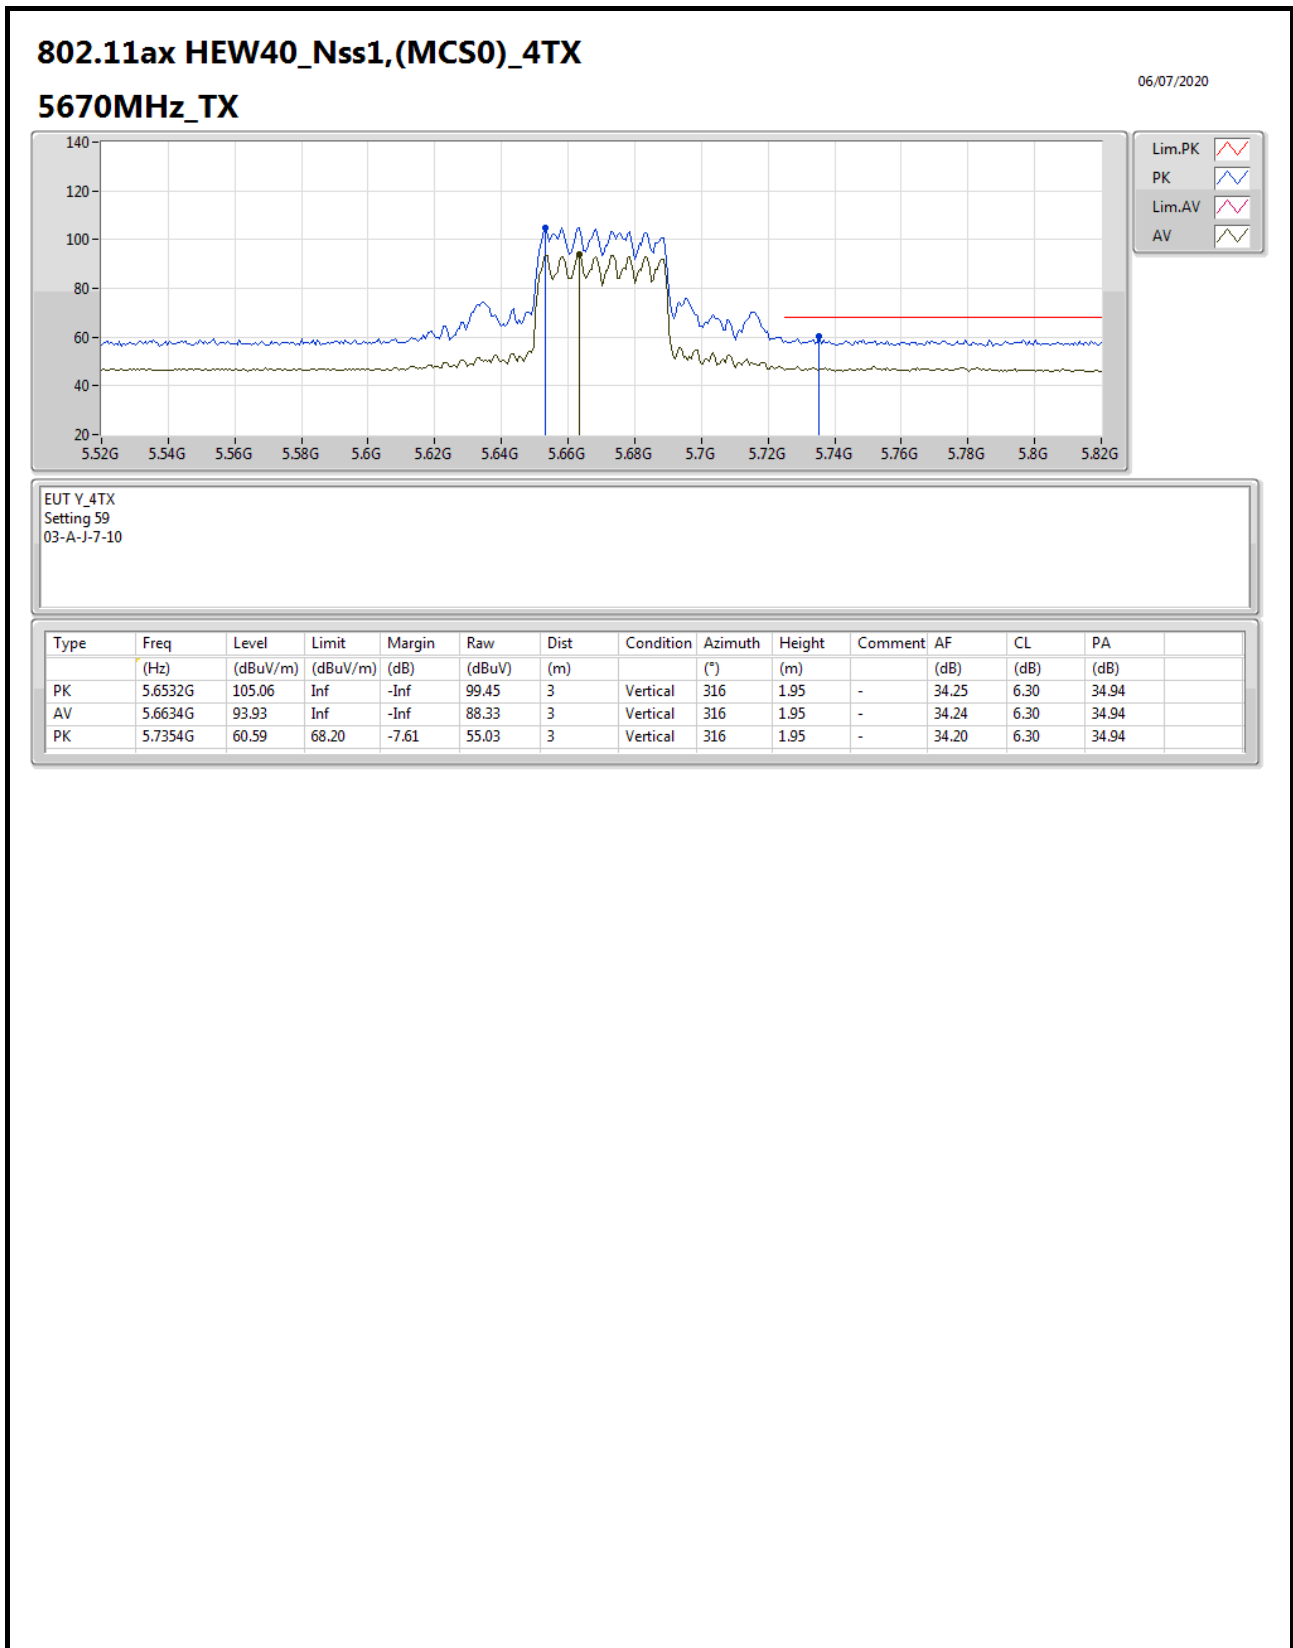 802.11ax HEW40_Nss1,(MCS0)_4TX
06/07/2020
5670MHz_TX
140
120
100
80
60
40
20
5.52G 5.54G 5.56G 5.58G 5.6G 5.62G 5.64G 5.66G 5.68G 5.7G 5.72G 5.74G 5.76G 5.78G 5.8G 5.82G
Lim.PK
PK
Lim.AV
AV
EUT Y_4TX
Setting 59
03-A-J-7-10
Type Freq Level Limit Margin Raw Dist Condition Azimuth Height Comment AF CL PA
(Hz) (dBuV/m) (dBuV/m) (dB) (dBuV) (m) (°) (m) (dB) (dB) (dB)
PK 5.6532G 105.06 Inf -Inf 99.45 3 Vertical 316 1.95 - 34.25 6.30 34.94
AV 5.6634G 93.93 Inf -Inf 88.33 3 Vertical 316 1.95 - 34.24 6.30 34.94
PK 5.7354G 60.59 68.20 -7.61 55.03 3 Vertical 316 1.95 - 34.20 6.30 34.94